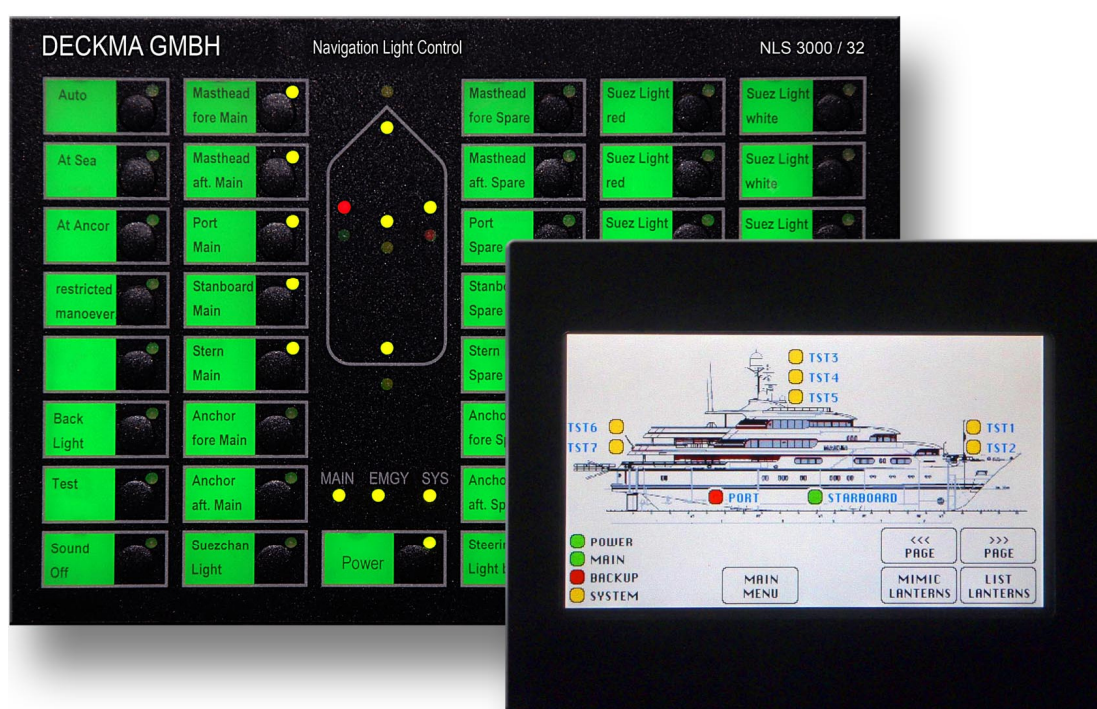 DECKMA GMBH
Navigation Light Control
NLS 3000 / 32
Auto
At Sea
At Ancor
restricted
manoever
Back
Light
Test
Sound
Off
Masthead
fore Main
Masthead
aft. Main
Port
Main
Stanboard
Main
Stern
Main
Anchor
fore Main
Anchor
aft. Main
Suezchan
Light
MAIN EMGY SYS
Power
Masthead
fore Spare
Masthead
aft. Spare
Port
Spare
Spare
Stern
Spare
Light
Suez Light
red
Suez Light
red
Suez Light
Suez Light
white
Suez Light
white
Suez Light
TST3
TST4
TST5
TST6
TST7
TST1
TST2
PORT
STARBOARD
POWER
MAIN
BACKUP
SYSTEM
MAIN
MENU
<<<
PAGE
>>>
PAGE
MIMIC
LANTERNS
LIST
LANTERNS